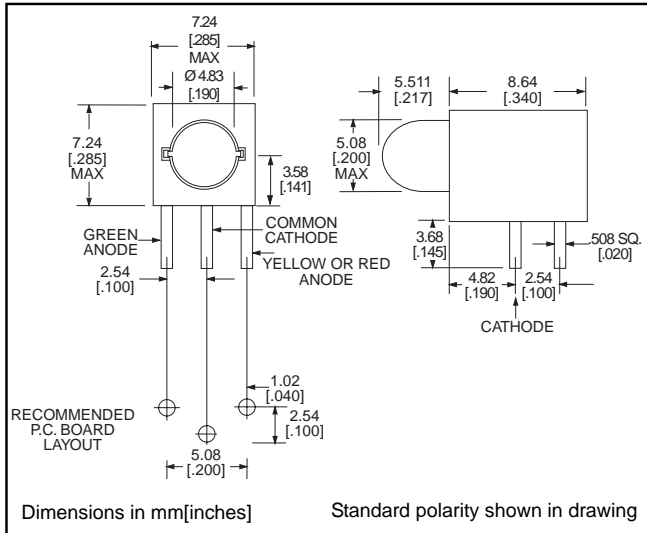 7.24
[.285]
MAX
Ø 4.83
[.190]
7.24
[.285]
MAX
3.58
[.141]
GREEN
ANODE
COMMON
CATHODE
YELLOW OR RED
ANODE
2.54
[.100]
1.02
[.040]
RECOMMENDED
P.C. BOARD
LAYOUT
2.54
[.100]
5.08
[.200]
5.511
[.217]
8.64
[.340]
5.08
[.200]
MAX
3.68
[.145]
.508 SQ.
[.020]
4.82
[.190]
2.54
[.100]
CATHODE
Dimensions in mm[inches]
Standard polarity shown in drawing